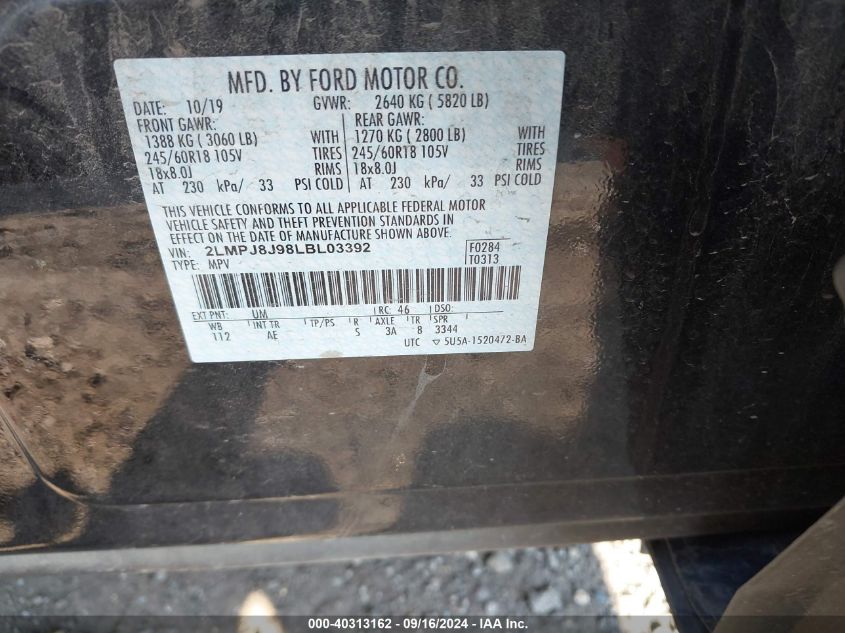 MFD. BY FORD MOTOR CO.
DATE: 10/19 GVWR: 2640 KG ( 5820 LB)
FRONT GAWR: REAR GAWR:
1388 KG ( 3060 LB) WITH 1270 KG ( 2800 LB) WITH
245/60R18 105V TIRES 245/60R18 105V TIRES
18x8.0J RIMS 18x8.0J RIMS
AT 230 kPa/ 33 PSI COLD AT 230 kPa/ 33 PSI COLD
THIS VEHICLE CONFORMS TO ALL APPLICABLE FEDERAL MOTOR
VEHICLE SAFETY AND THEFT PREVENTION STANDARDS IN
EFFECT ON THE DATE OF MANUFACTURE SHOWN ABOVE.
VIN: 2LMPJ8J98LBL03392 F0284
TYPE: MPV T0313
EXT PNT: UM RC: 46 DSO:
WB INT TR TP/PS R AXLE TR SPR
112 AE S 3A 8 3344
UTC ▽ 5U5A-1520472-BA
000-40313162 - 09/16/2024 - IAAI.com